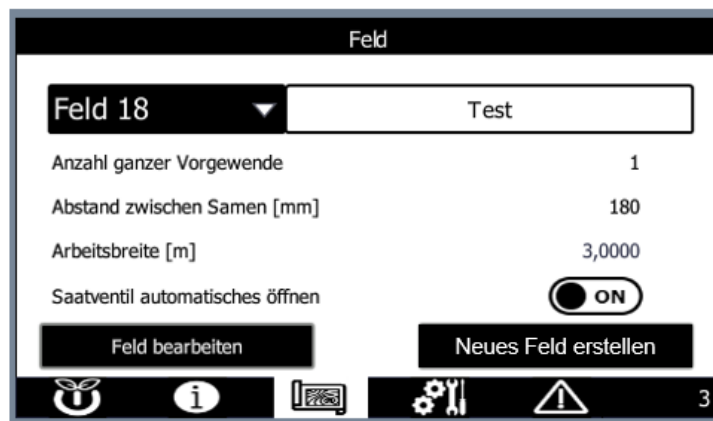 Feld
Feld 18 Test
Anzahl ganzer Vorgewende 1
Abstand zwischen Samen [mm] 180
Arbeitsbreite [m] 3,0000
Saatventil automatisches öffnen ON
Feld bearbeiten Neues Feld erstellen
i 3